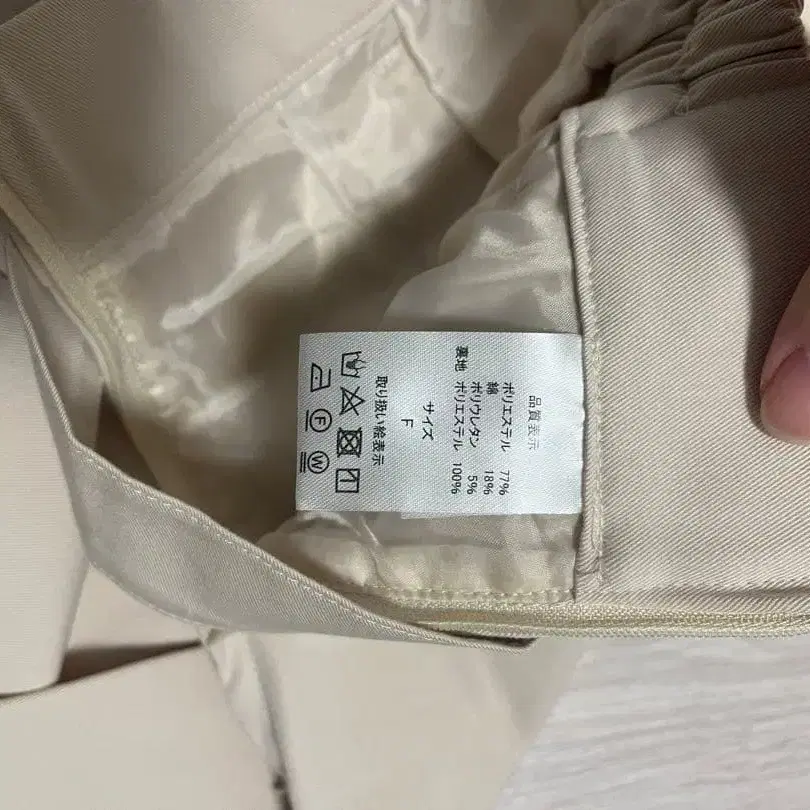 品質表示
ポリエステル 77%
綿 18%
ポリウレタン 5%
裏地 ポリエステル 100%
サイズ
F
取り扱い絵表示
F
W